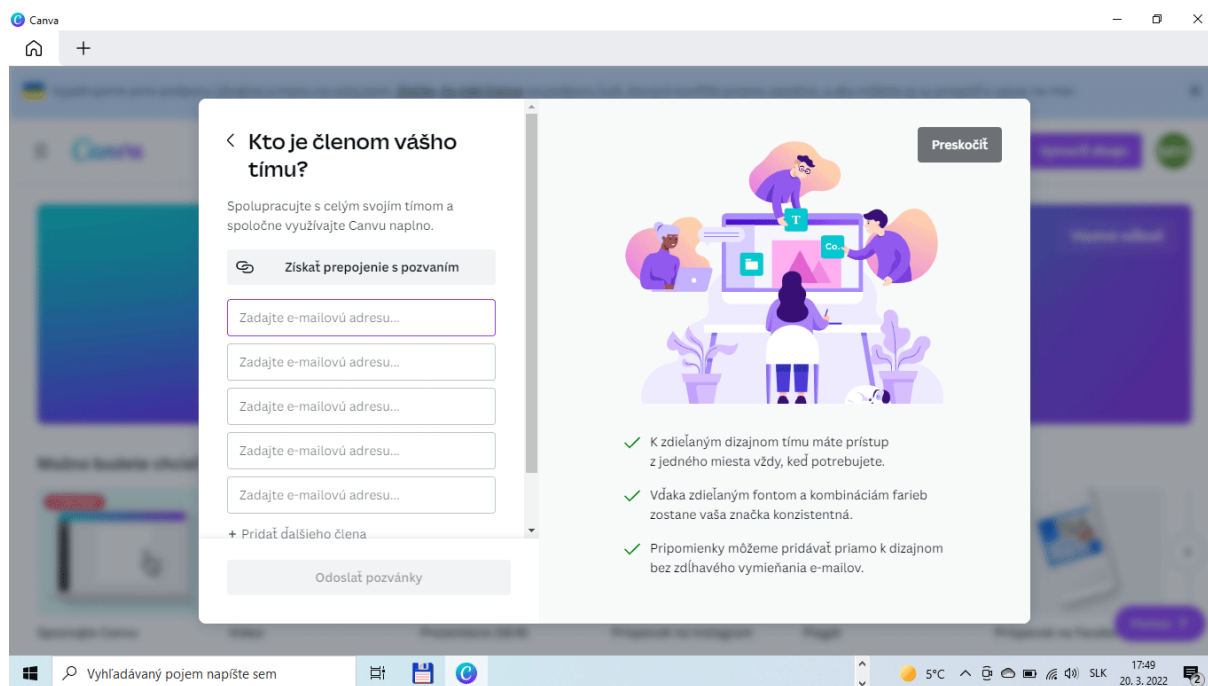 Canva
Kto je členom vášho
tímu?
Preskočiť
Spolupracujte s celým svojím tímom a
spoločne využívajte Canvu naplno.
Získať prepojenie s pozvaním
Zadajte e-mailovú adresu...
Zadajte e-mailovú adresu...
Zadajte e-mailovú adresu...
Zadajte e-mailovú adresu...
Zadajte e-mailovú adresu...
+ Pridať ďalšieho člena
Odoslať pozvánky
T
Co.
K zdieľaným dizajnom tímu máte prístup
z jedného miesta vždy, keď potrebujete.
Vďaka zdieľaným fontom a kombináciám farieb
zostane vaša značka konzistentná.
Pripomienky môžeme pridávať priamo k dizajnom
bez zdĺhavého vymieňania e-mailov.
Canva
Vyhľadávaný pojem napíšte sem
5°C
SLK
17:49
20. 3. 2022
2